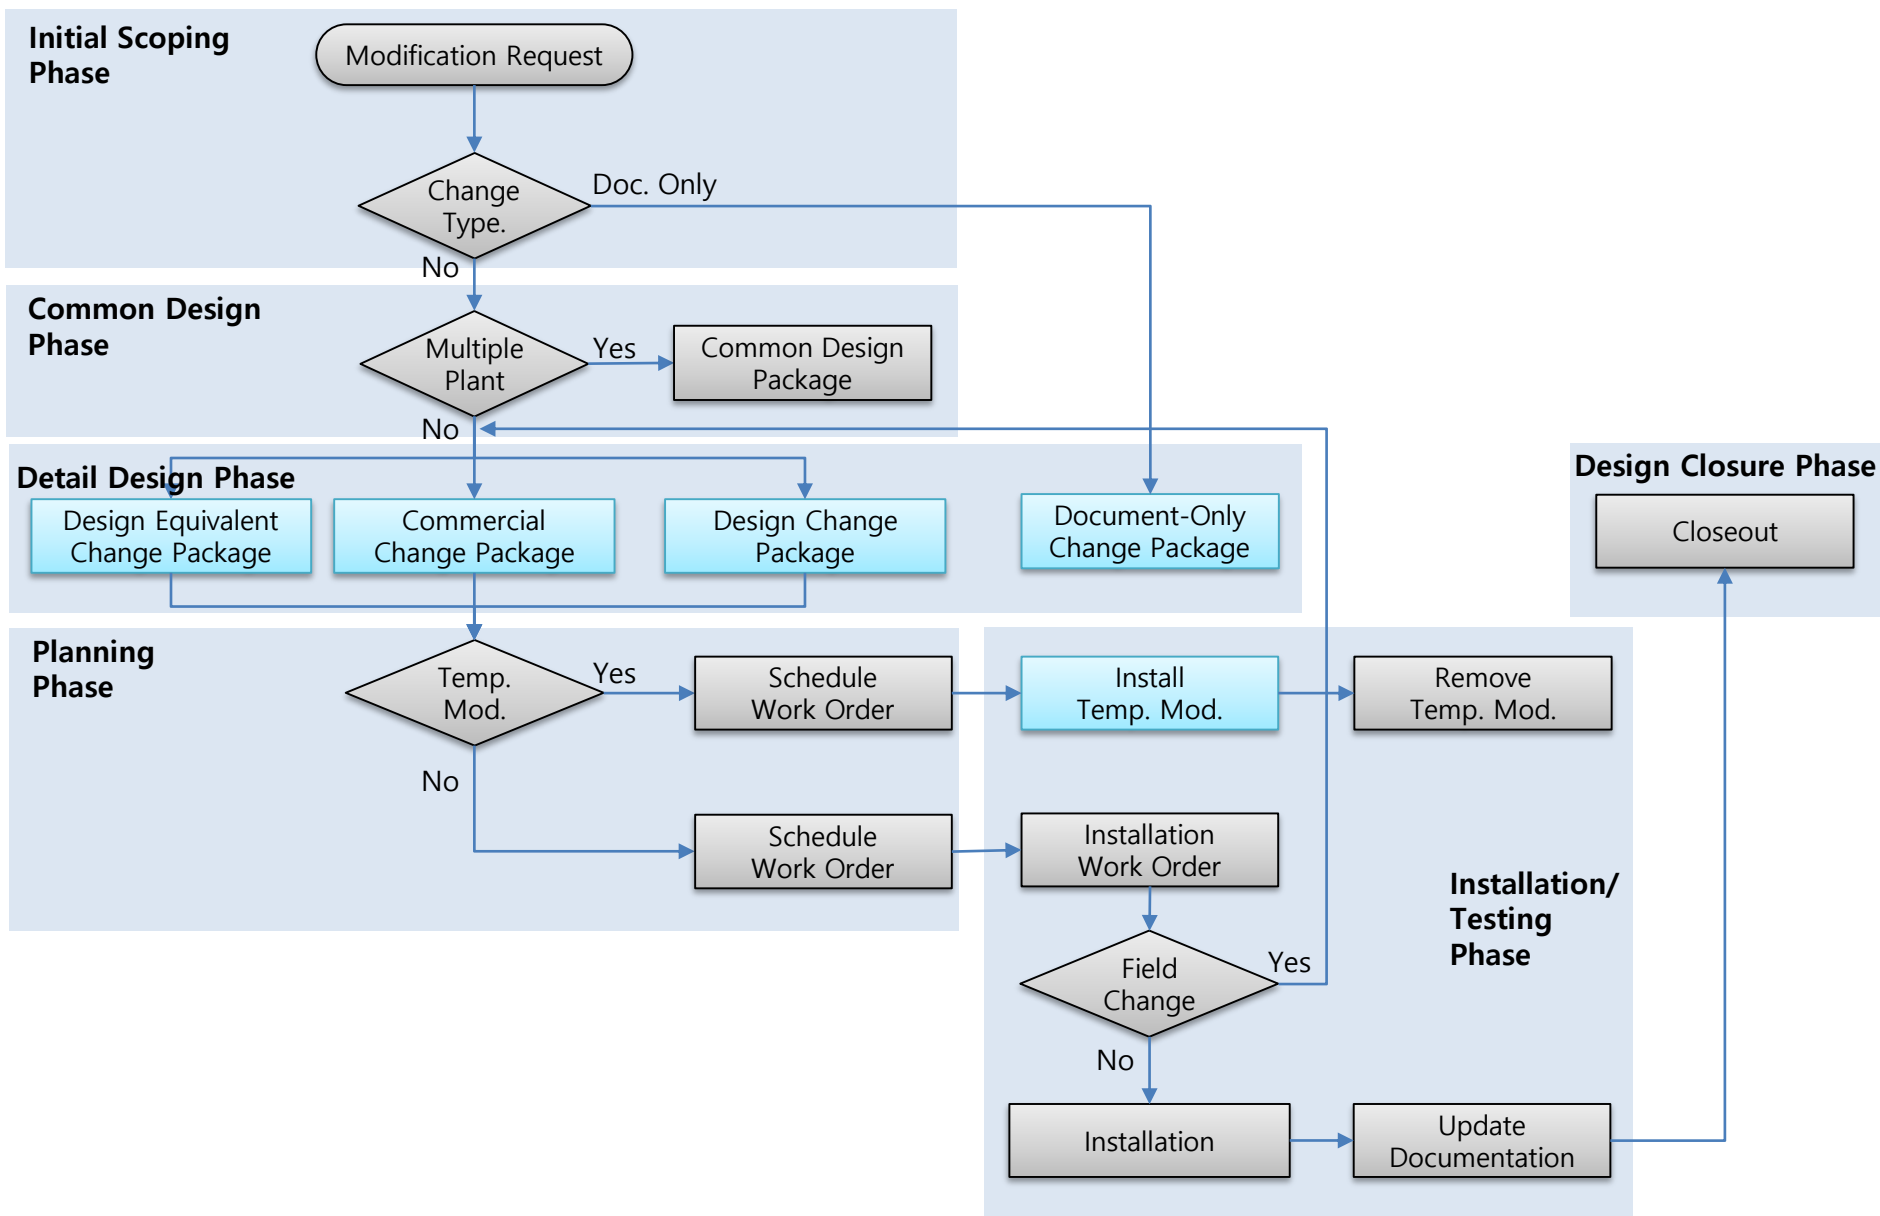 Initial Scoping
Phase
Modification Request
Change
Type.
Doc. Only
No
Common Design
Phase
Multiple
Plant
Yes
Common Design
Package
No
Detail Design Phase
Design Equivalent
Change Package
Commercial
Change Package
Design Change
Package
Document-Only
Change Package
Design Closure Phase
Closeout
Planning
Phase
Temp.
Mod.
Yes
Schedule
Work Order
Install
Temp. Mod.
Remove
Temp. Mod.
No
Schedule
Work Order
Installation
Work Order
Installation/
Testing
Phase
Field
Change
Yes
No
Installation
Update
Documentation